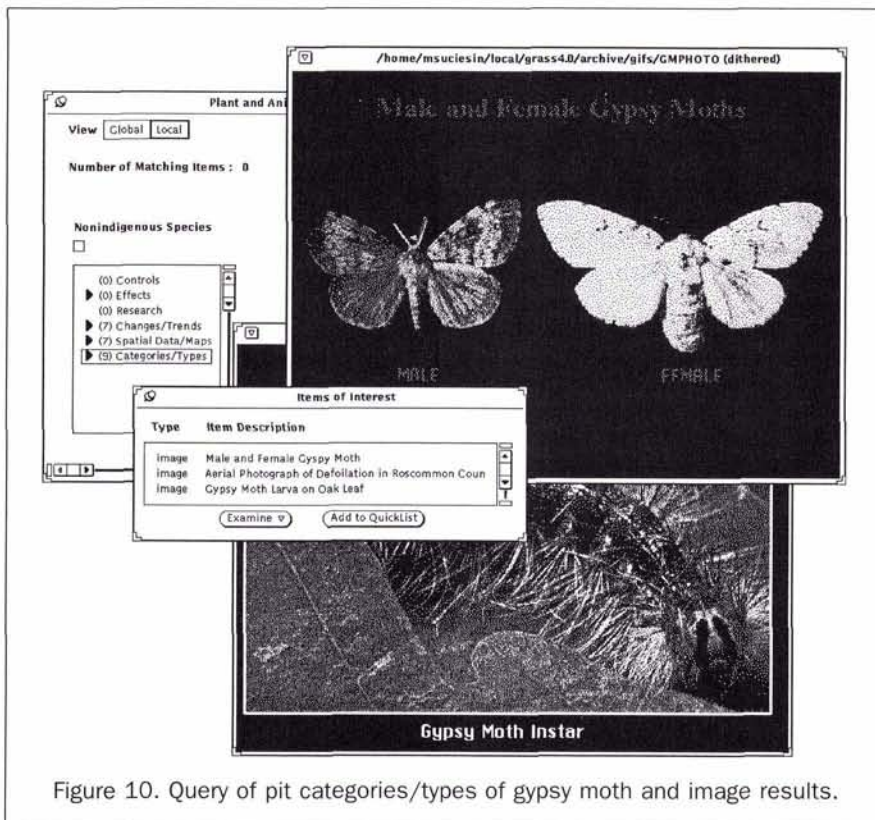 /home/msuciesin/local/grass4.0/archive/gifs/GMPHOTO (dithered)
Male and Female Gypsy Moths
MALE
FEMALE
Plant and Ani
View Global Local
Number of Matching Items : 0
Nonindigenous Species
(0) Controls
(0) Effects
(0) Research
(7) Changes/Trends
(7) Spatial Data/Maps
(9) Categories/Types
Items of Interest
Type Item Description
image Male and Female Gyspy Moth
image Aerial Photograph of Defoliation in Roscommon Coun
image Gypsy Moth Larva on Oak Leaf
Examine Add to QuickList
Gypsy Moth Instar
Figure 10. Query of pit categories/types of gypsy moth and image results.